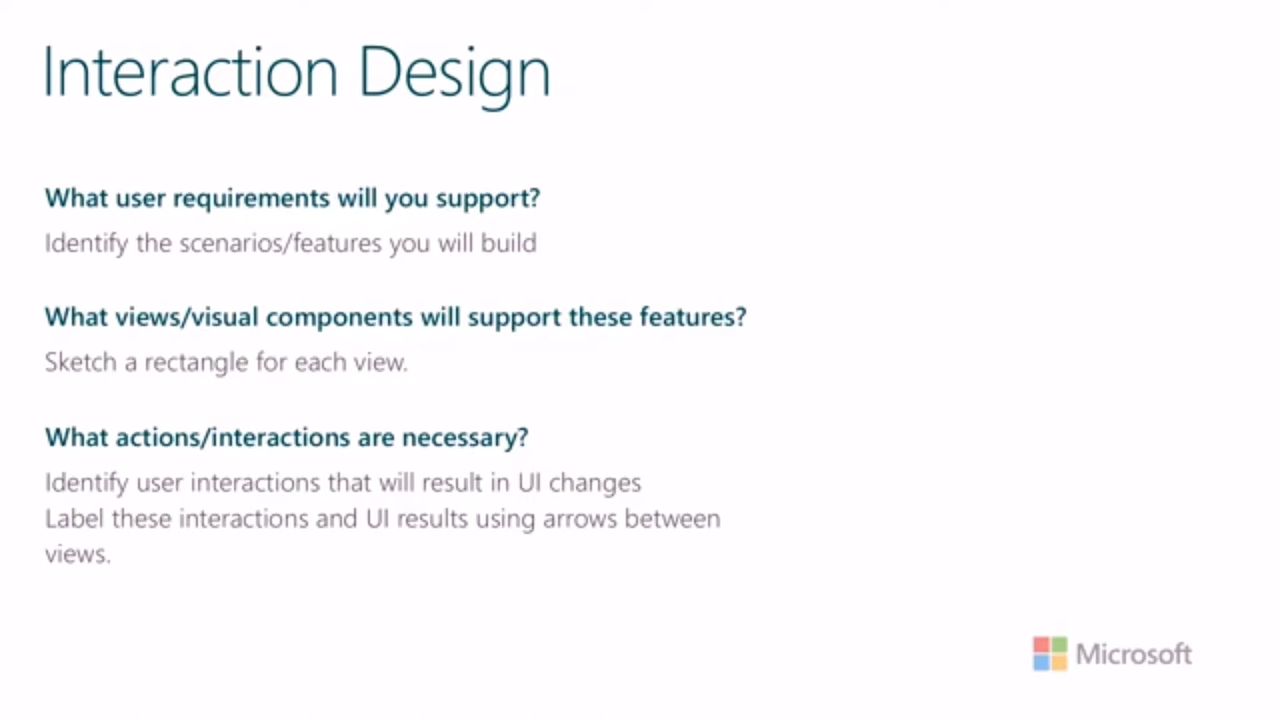 Interaction Design
What user requirements will you support?
Identify the scenarios/features you will build
What views/visual components will support these features?
Sketch a rectangle for each view.
What actions/interactions are necessary?
Identify user interactions that will result in UI changes
Label these interactions and UI results using arrows between
views.
Microsoft